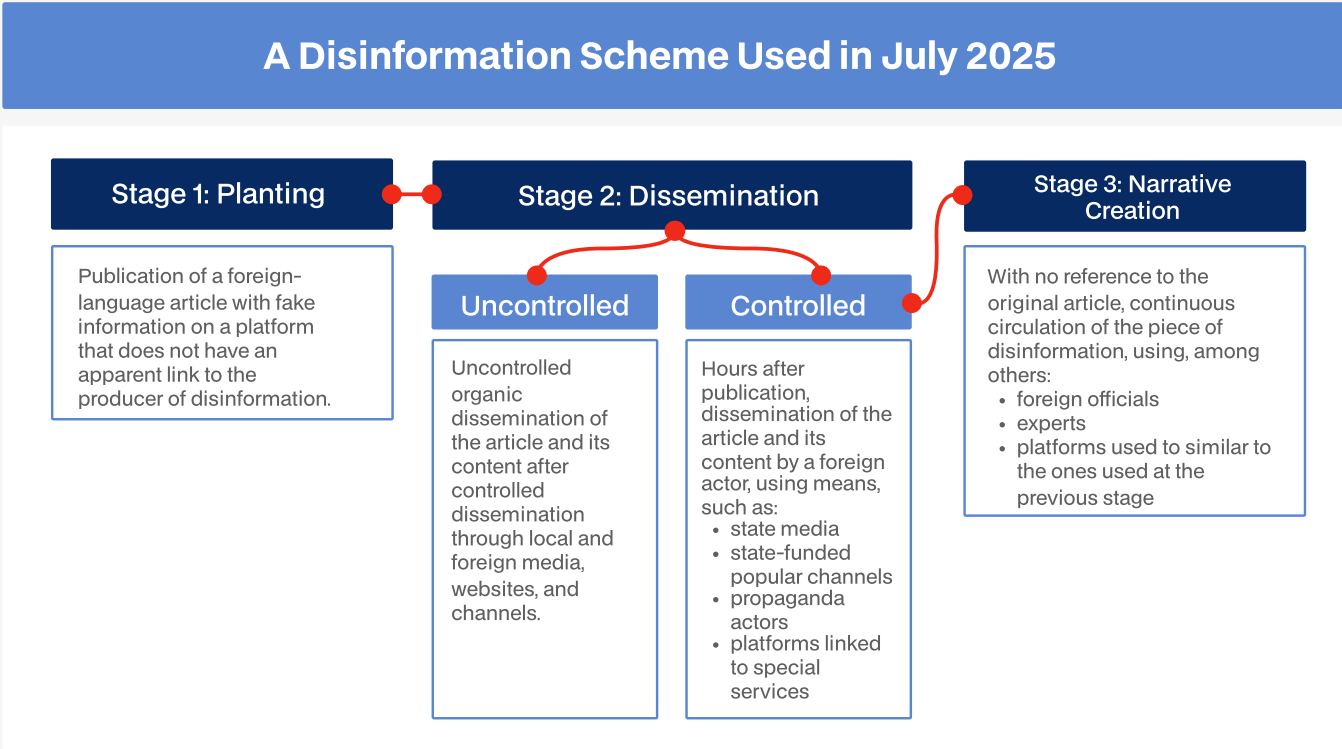 A Disinformation Scheme Used in July 2025
Stage 1: Planting
Publication of a foreign-
language article with fake
information on a platform
that does not have an
apparent link to the
producer of disinformation.
Stage 2: Dissemination
Uncontrolled
Uncontrolled
organic
dissemination of
the article and its
content after
controlled
dissemination
through local and
foreign media,
websites, and
channels.
Controlled
Hours after
publication,
dissemination of the
article and its
content by a foreign
actor, using means,
such as:
• state media
• state-funded
popular channels
• propaganda
actors
• platforms linked
to special
services
Stage 3: Narrative
Creation
With no reference to the
original article, continuous
circulation of the piece of
disinformation, using, among
others:
• foreign officials
• experts
• platforms used to similar to
the ones used at the
previous stage